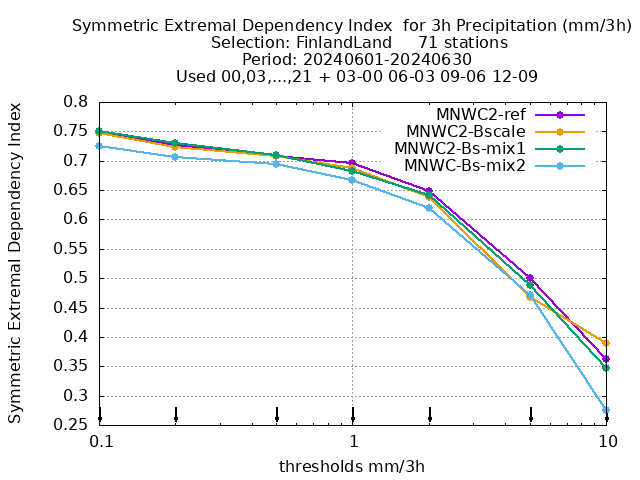 Symmetric Extremal Dependency Index  for 3h Precipitation (mm/3h)
Selection: FinlandLand     71 stations
Period: 20240601-20240630
Used 00,03,...,21 + 03-00 06-03 09-06 12-09
Symmetric Extremal Dependency Index
0.8
0.75
0.7
0.65
0.6
0.55
0.5
0.45
0.4
0.35
0.3
0.25
MNWC2-ref
MNWC2-Bscale
MNWC2-Bs-mix1
MNWC-Bs-mix2
0.1 1 10
thresholds mm/3h